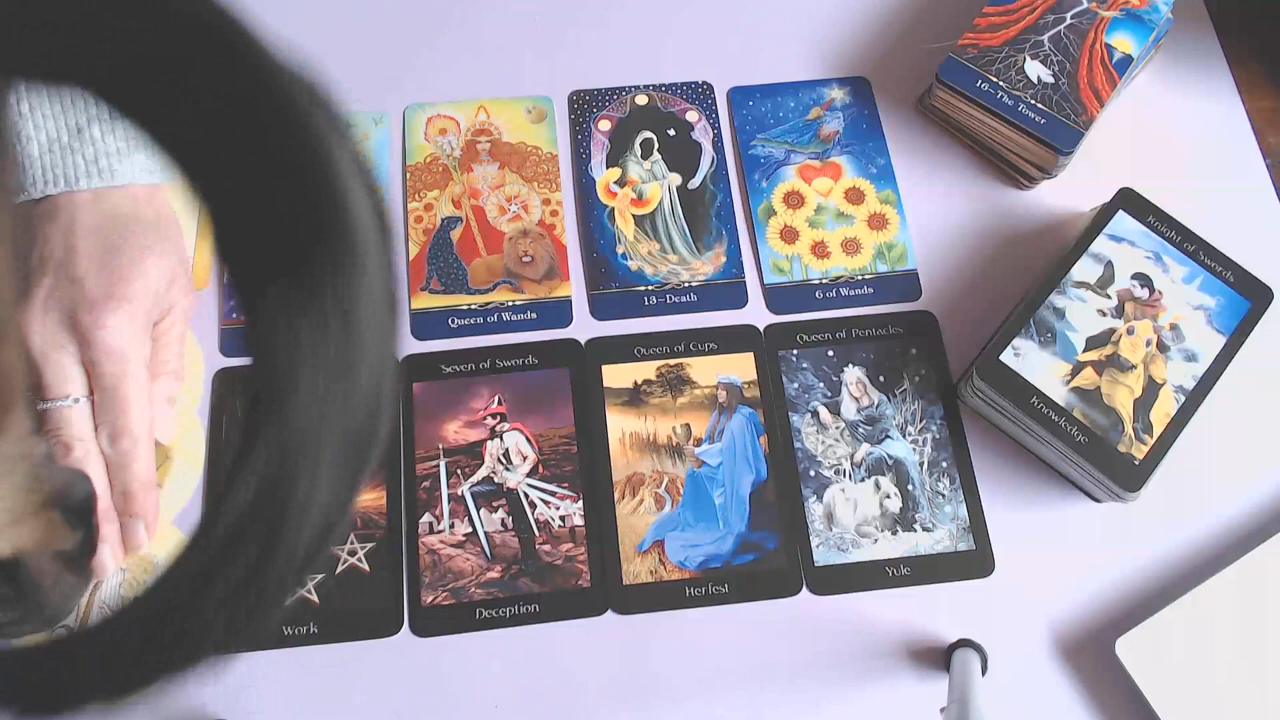 16~The Tower
Queen of Wands
13~Death
6 of Wands
Knight of Swords
Knowledge
Seven of Swords
Deception
Queen of Cups
Herfest
Queen of Pentacles
Yule
Work